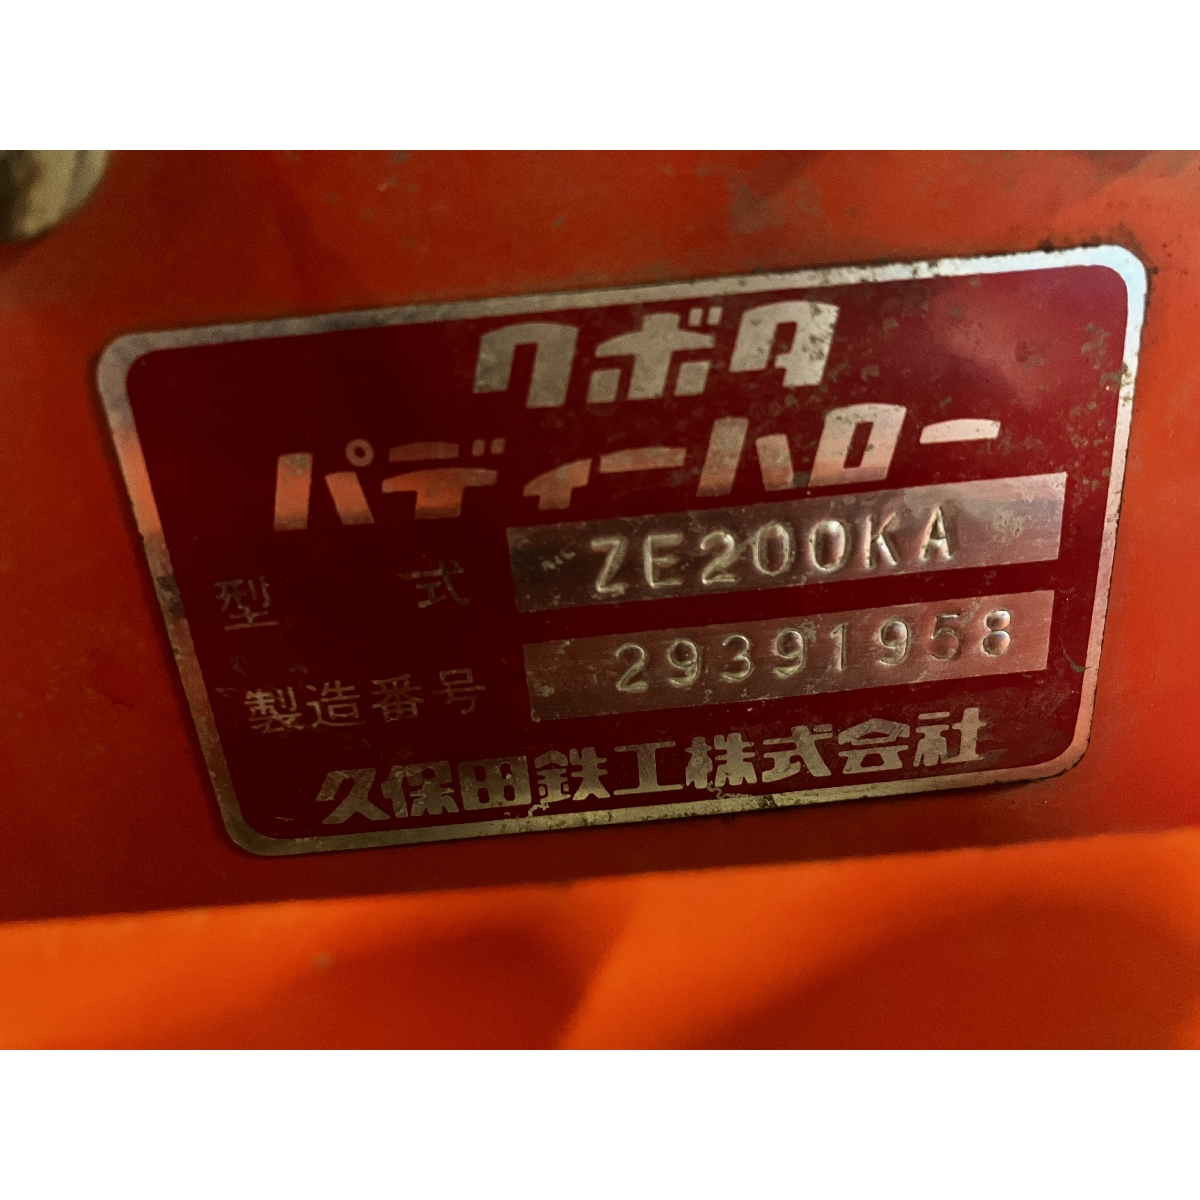 クボタ
パディーハロー
型式 ZE200KA
製造番号 29391958
久保田鉄工株式会社